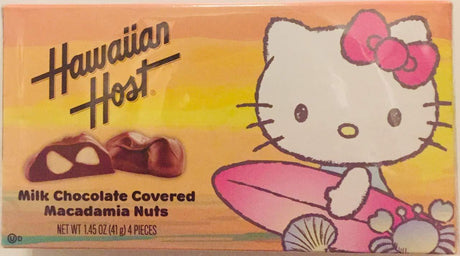 Hawaiian
Host®
Milk Chocolate Covered
Macadamia Nuts
NET WT 1.45 OZ (41 g) 4 PIECES
U D